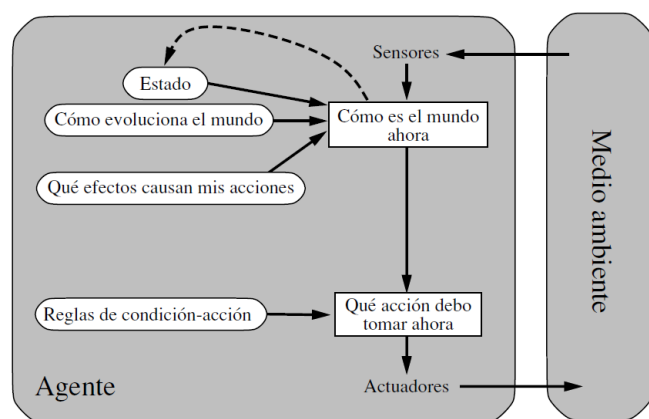 Sensores
Estado
Cómo evoluciona el mundo
Cómo es el mundo
ahora
Qué efectos causan mis acciones
Reglas de condición-acción
Qué acción debo
tomar ahora
Agente
Actuadores
Medio ambiente